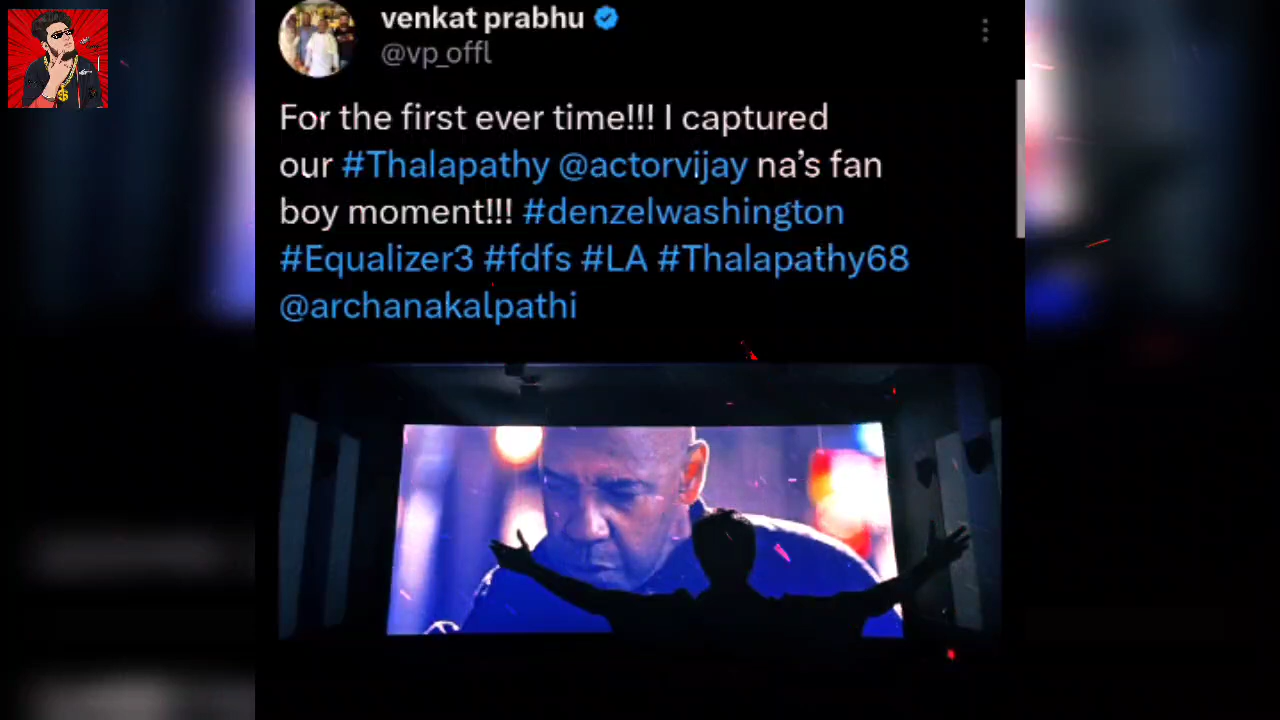 venkat prabhu
@vp_offl
For the first ever time!!! I captured
our #Thalapathy @actorvijay na’s fan
boy moment!!! #denzelwashington
#Equalizer3 #fdfs #LA #Thalapathy68
@archanakalpathi